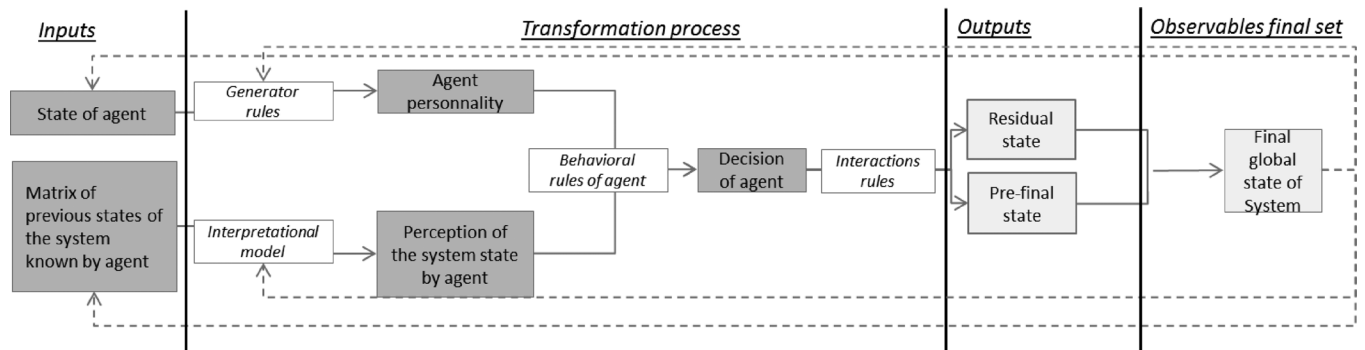 Inputs
Transformation process
Outputs
Observables final set
State of agent
Generator
rules
Agent
personnality
Matrix of
previous states of
the system
known by agent
Interpretational
model
Perception of
the system state
by agent
Behavioral
rules of agent
Decision
of agent
Interactions
rules
Residual
state
Pre-final
state
Final
global
state of
System